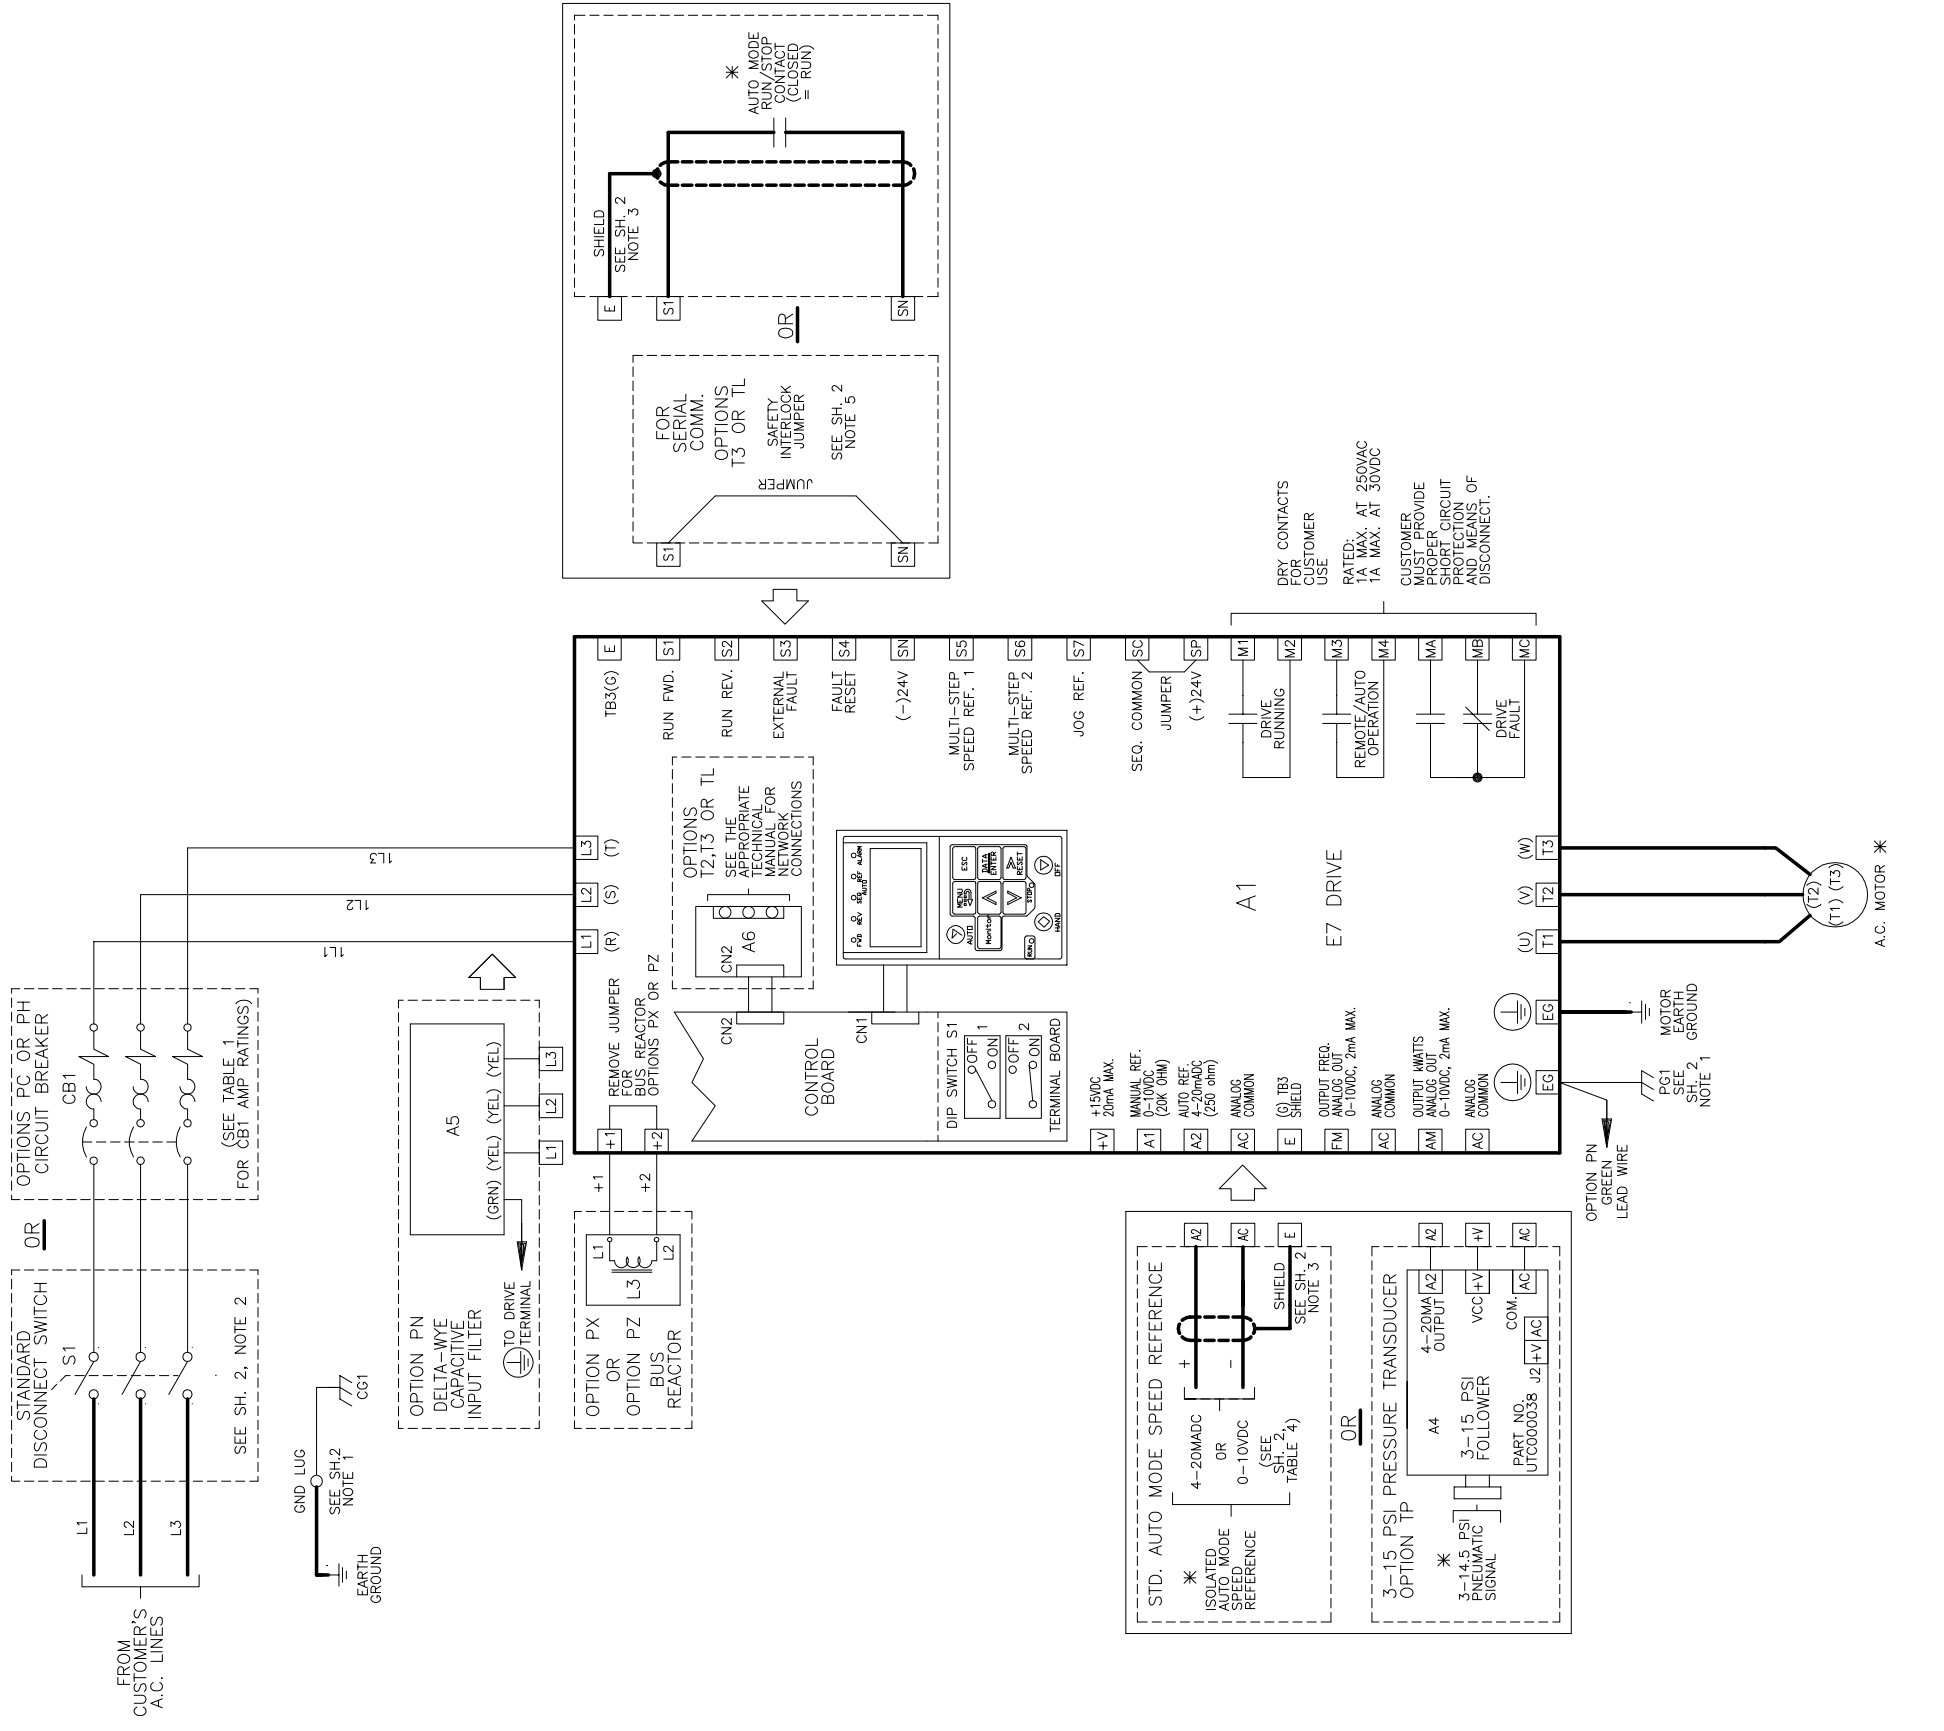 FROM
CUSTOMER'S
A.C. LINES
L1
L2
L3
STANDARD
DISCONNECT SWITCH
S1
SEE SH. 2, NOTE 2
OR
OPTIONS PC OR PH
CIRCUIT BREAKER
CB1
(SEE TABLE 1
FOR CB1 AMP RATINGS)
1L1
1L2
1L3
EARTH
GROUND
GND LUG
SEE SH.2
NOTE 1
CG1
OPTION PN
DELTA-WYE
CAPACITIVE
INPUT FILTER
TO DRIVE
TERMINAL
A5
(GRN) (YEL) (YEL) (YEL)
L1
L2
L3
OPTION PX
OR
OPTION PZ
BUS
REACTOR
L3
L1
L2
+1
+2
+1
+2
REMOVE JUMPER
FOR
BUS REACTOR
OPTIONS PX OR PZ
L1
(R)
L2
(S)
L3
(T)
OPTIONS
T2,T3 OR TL
SEE THE
APPROPRIATE
TECHNICAL
MANUAL FOR
NETWORK
CONNECTIONS
CN2
A6
CN2
CN1
CONTROL
BOARD
DIP SWITCH S1
OFF
ON
1
OFF
ON
2
TERMINAL BOARD
FWD
REV
SEQ
REF
AUTO
ALARM
AUTO
MENU
ESC
Monitor
DATA
ENTER
RESET
RUN
STOP
HAND
OFF
A1
E7 DRIVE
E
TB3(G)
S1
RUN FWD.
S2
RUN REV.
S3
EXTERNAL
FAULT
S4
FAULT
RESET
SN
(-)24V
S5
MULTI-STEP
SPEED REF. 1
S6
MULTI-STEP
SPEED REF. 2
S7
JOG REF.
SC
SEQ. COMMON
JUMPER
SP
(+)24V
M1
DRIVE
RUNNING
M2
M3
REMOTE/AUTO
OPERATION
M4
MA
MB
DRIVE
FAULT
MC
DRY CONTACTS
FOR
CUSTOMER
USE
RATED:
1A MAX. AT 250VAC
1A MAX. AT 30VDC
CUSTOMER
MUST PROVIDE
PROPER
SHORT CIRCUIT
PROTECTION
AND MEANS OF
DISCONNECT.
S1
SN
JUMPER
FOR
SERIAL
COMM.
OPTIONS
T3 OR TL
SAFETY
INTERLOCK
JUMPER
SEE SH. 2
NOTE 5
OR
E
S1
SN
SHIELD
SEE SH. 2
NOTE 3
*
AUTO MODE
RUN/STOP
CONTACT
(CLOSED
= RUN)
+V
+15VDC
20mA MAX.
A1
MANUAL REF.
0-10VDC
(20K OHM)
A2
AUTO REF.
4-20mADC
(250 ohm)
AC
ANALOG
COMMON
E
(G) TB3
SHIELD
FM
OUTPUT FREQ.
ANALOG OUT
0-10VDC, 2mA MAX.
AC
ANALOG
COMMON
AM
OUTPUT kWATTS
ANALOG OUT
0-10VDC, 2mA MAX.
AC
ANALOG
COMMON
EG
EG
OPTION PN
GREEN
LEAD WIRE
PG1
SEE
SH. 2
NOTE 1
MOTOR
EARTH
GROUND
(U)
T1
(V)
T2
(W)
T3
(T1)
(T2)
(T3)
A.C. MOTOR *
STD. AUTO MODE SPEED REFERENCE
*
ISOLATED
AUTO MODE
SPEED
REFERENCE
4-20MADC
OR
0-10VDC
(SEE
SH. 2,
TABLE 4)
+
-
A2
AC
E
SHIELD
SEE SH. 2
NOTE 3
OR
3-15 PSI PRESSURE TRANSDUCER
OPTION TP
*
3-14.5 PSI
PNEUMATIC
SIGNAL
A4
3-15 PSI
FOLLOWER
PART NO.
UTC000038
J2
+V
AC
4-20MA
OUTPUT
VCC
COM.
A2
+V
AC
A2
+V
AC